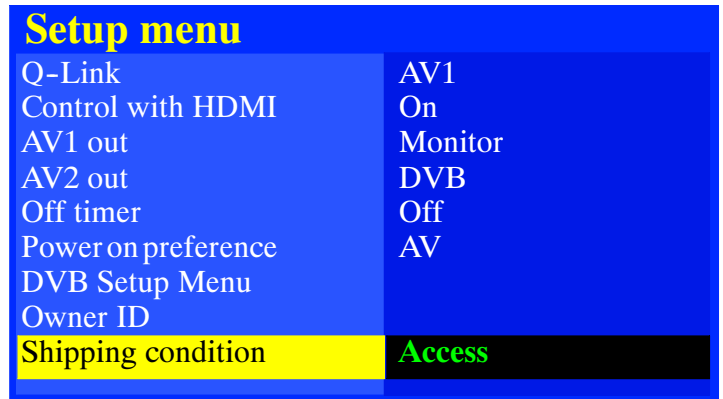 Setup menu
Q-Link AV1
Control with HDMI On
AV1 out Monitor
AV2 out DVB
Off timer Off
Power on preference AV
DVB Setup Menu
Owner ID
Shipping condition Access